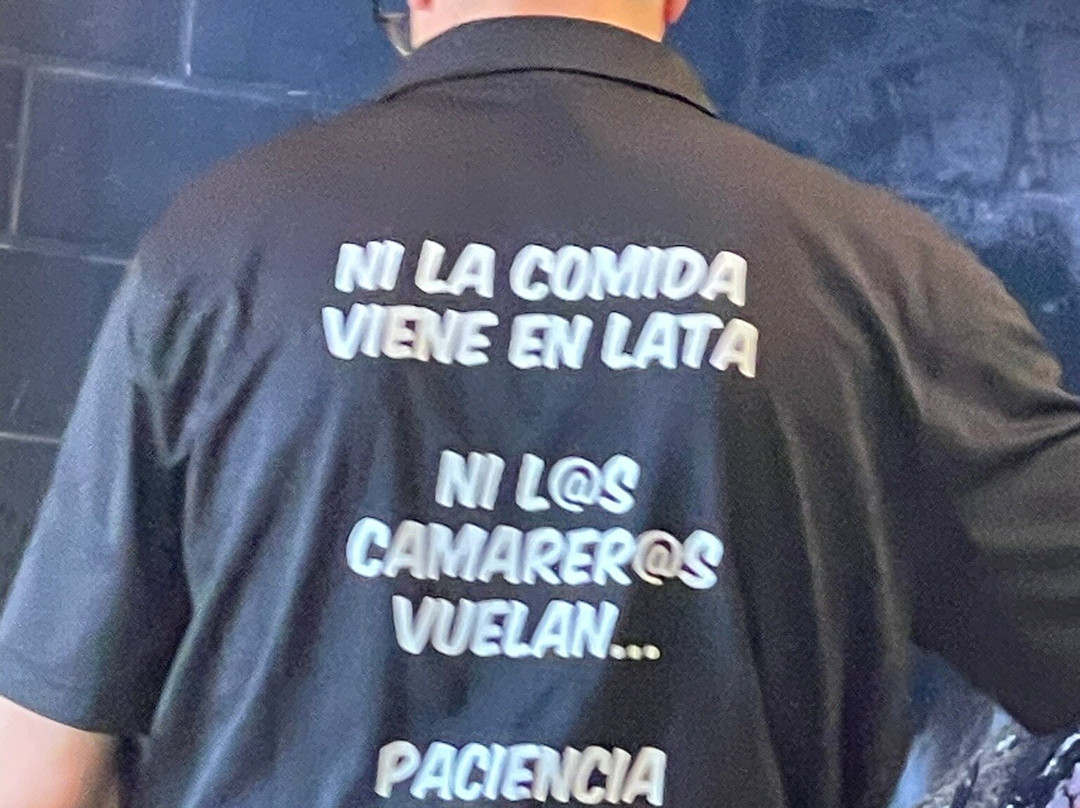 NI LA COMIDA
VIENE EN LATA
NI L@S
CAMARER@S
VUELAN...
PACIENCIA